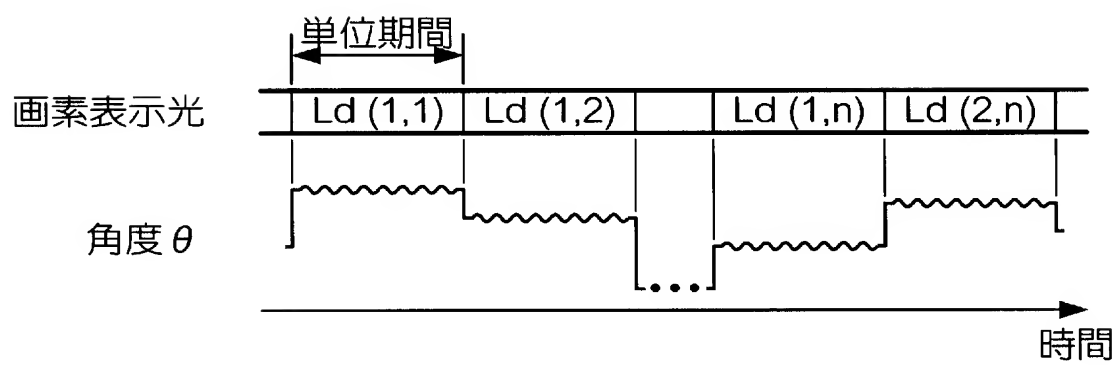 単位期間
画素表示光
Ld (1,1)
Ld (1,2)
Ld (1,n)
Ld (2,n)
角度 θ
時間